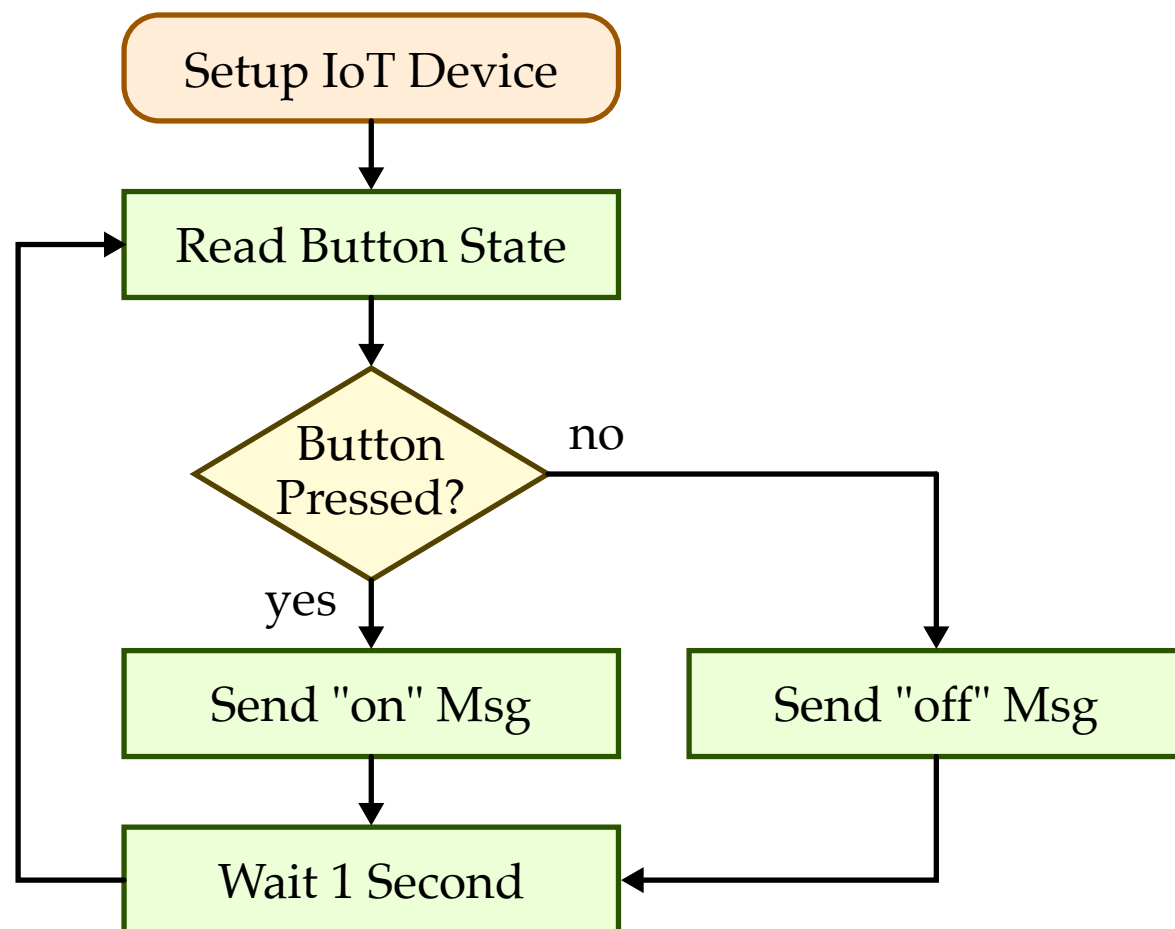 Setup IoT Device
Read Button State
Button
Pressed?
no
yes
Send "on" Msg
Send "off" Msg
Wait 1 Second